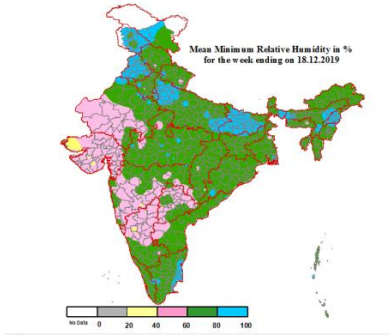 Mean Minimum Relative Humidity in %
for the week ending on 18.12.2019
No Data 0 20 40 60 80 100